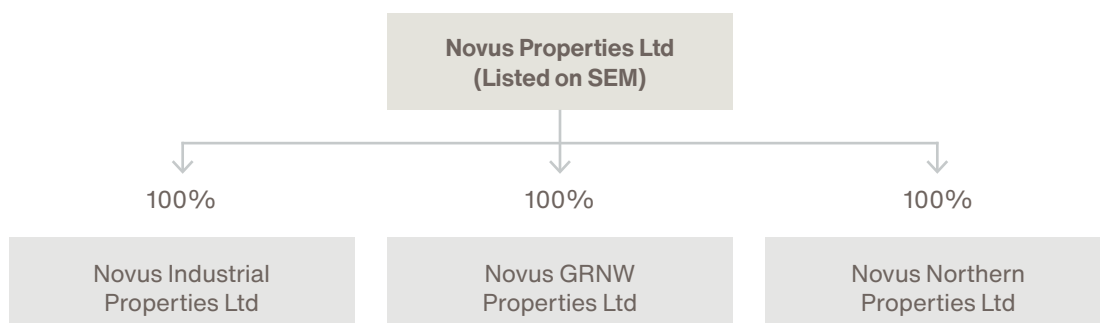 Novus Properties Ltd
(Listed on SEM)
100%
100%
100%
Novus Industrial
Properties Ltd
Novus GRNW
Properties Ltd
Novus Northern
Properties Ltd